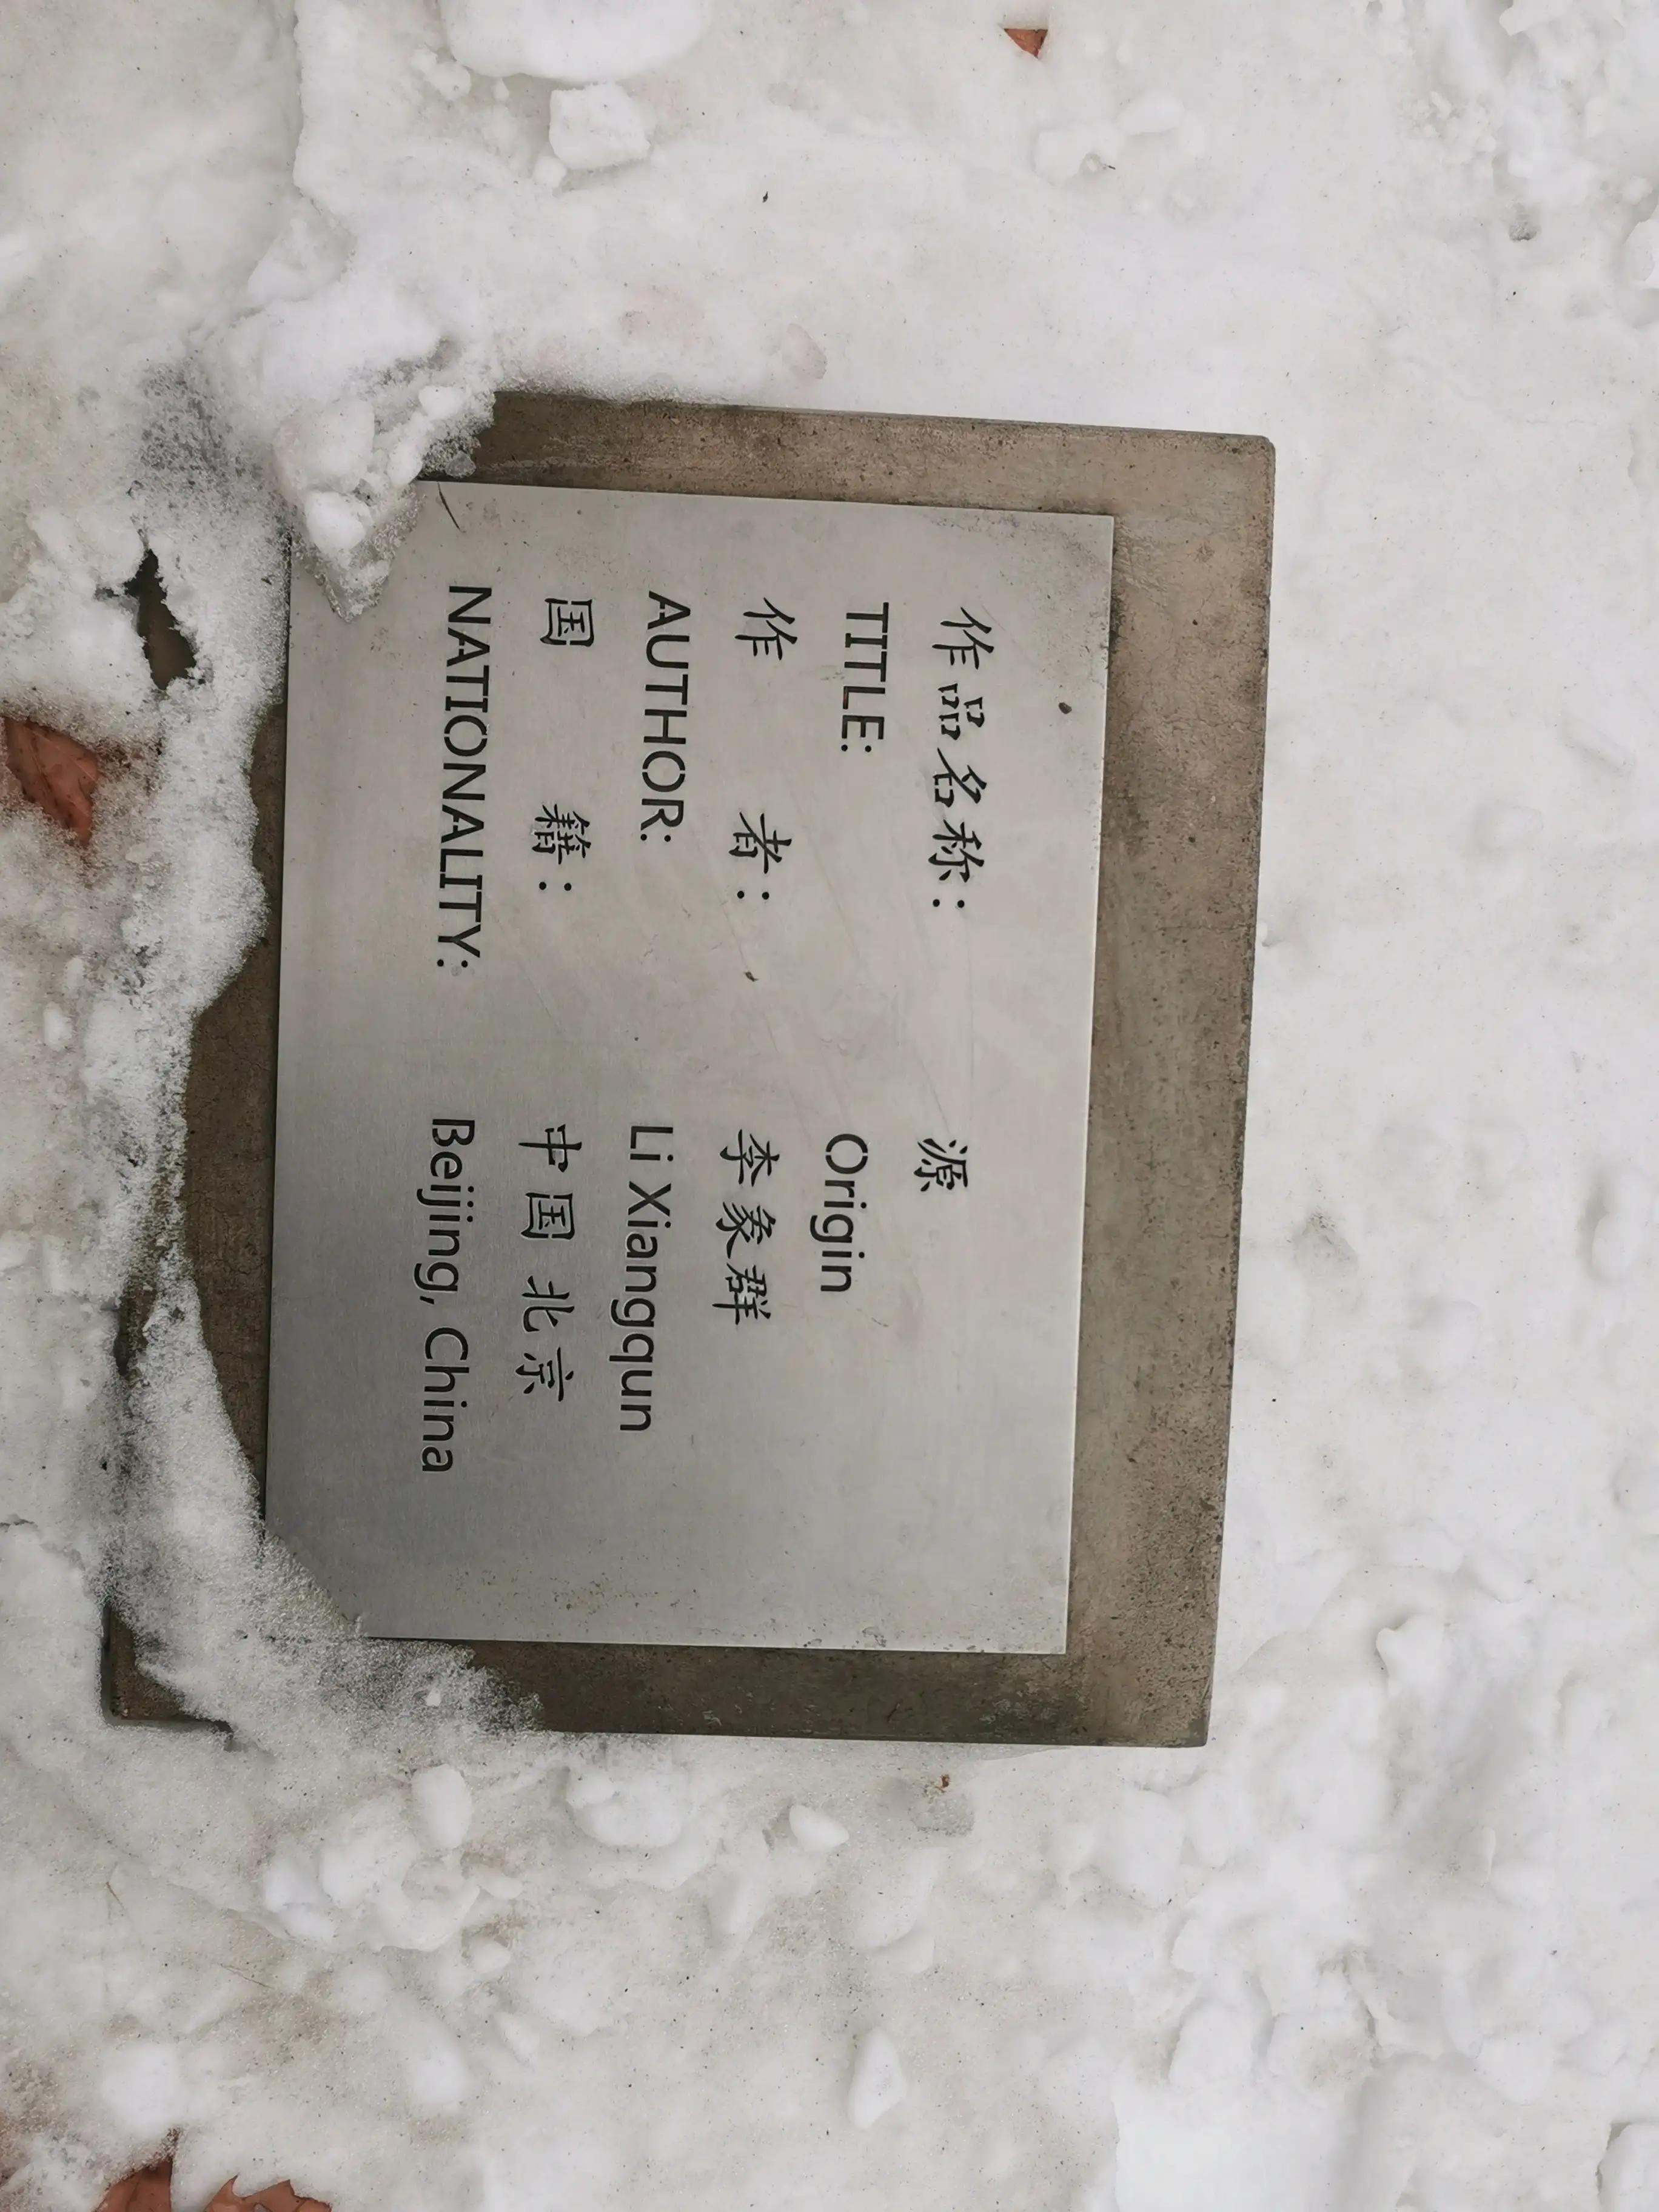 作品名称： 源
TITLE: Origin
作 者： 李象群
AUTHOR: Li Xiangqun
国 籍： 中国 北京
NATIONALITY: Beijing, China